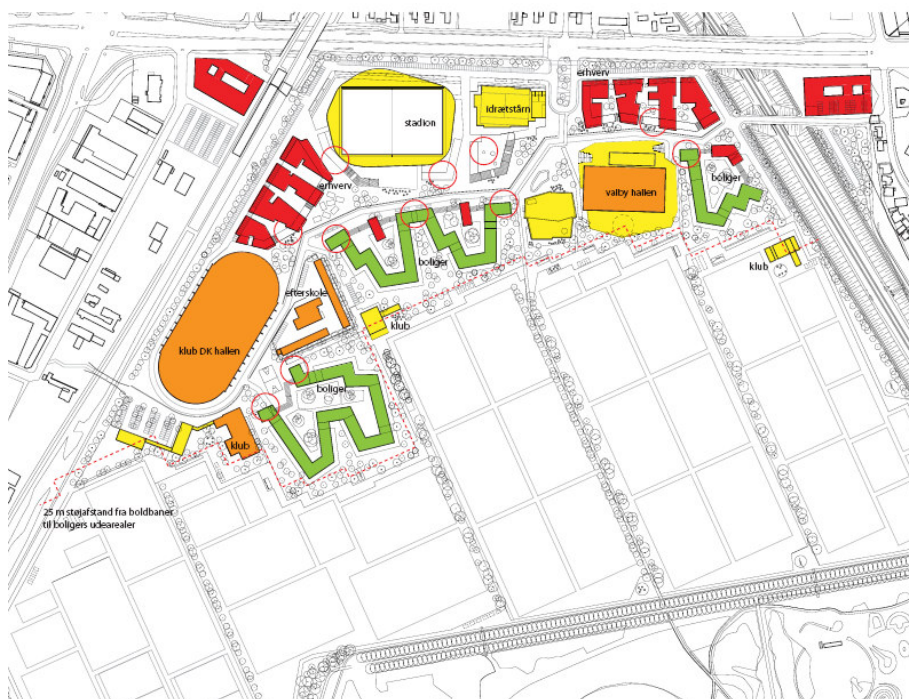 erhverv
stadion
idrætstårn
erhverv
boliger
valby hallen
boliger
klub
efterskole
klub
klub DK hallen
boliger
klub
25 m støjafstand fra boldbaner
til boligers udearealer